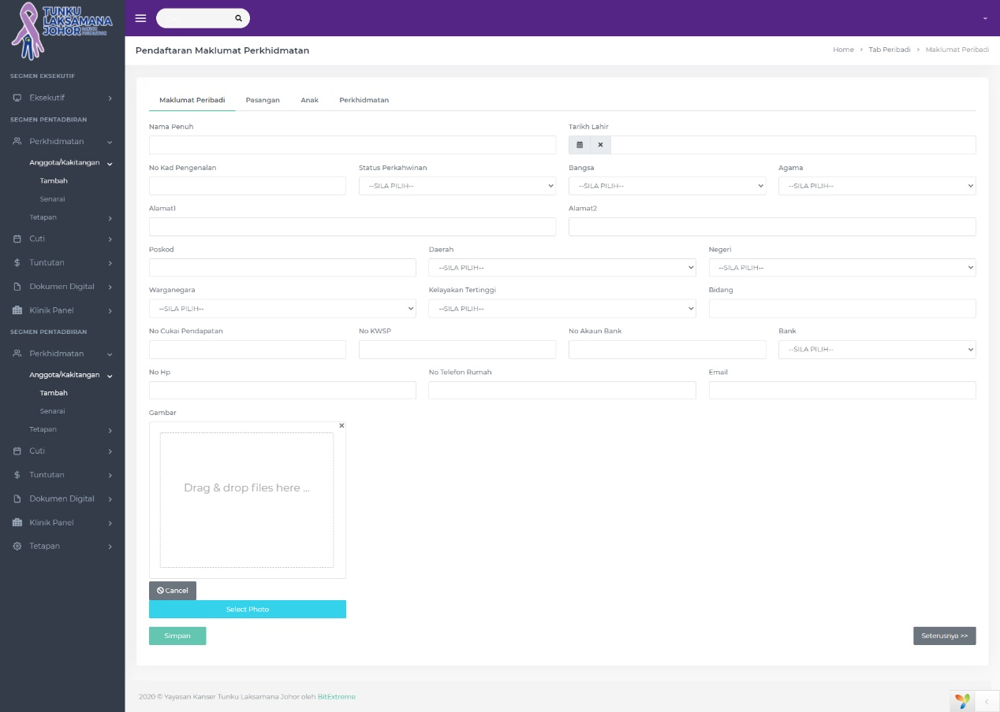 TUNKU
LAKSAMANA
JOHOR
SEGMEN EKSEKUTIF
Eksekutif
SEGMEN PENTADBIRAN
Perkhidmatan
Anggota/Kakitangan
Tambah
Senarai
Tetapan
Cuti
Tuntutan
Dokumen Digital
Klinik Panel
SEGMEN PENTADBIRAN
Perkhidmatan
Anggota/Kakitangan
Tambah
Senarai
Tetapan
Cuti
Tuntutan
Dokumen Digital
Klinik Panel
Tetapan
Pendaftaran Maklumat Perkhidmatan
Home > Tab Peribadi > Maklumat Peribadi
Maklumat Peribadi Pasangan Anak Perkhidmatan
Nama Penuh Tarikh Lahir
No Kad Pengenalan Status Perkahwinan Bangsa Agama
--SILA PILIH-- --SILA PILIH-- --SILA PILIH--
Alamat1 Alamat2
Poskod Daerah Negeri
--SILA PILIH-- --SILA PILIH--
Warganegara Kelayakan Tertinggi Bidang
--SILA PILIH-- --SILA PILIH--
No Cukai Pendapatan No KWSP No Akaun Bank Bank
--SILA PILIH--
No Hp No Telefon Rumah Email
Gambar
Drag & drop files here ...
Cancel
Select Photo
Simpan Seterusnya >>
2020 © Yayasan Kanser Tunku Laksamana Johor oleh BitExtreme